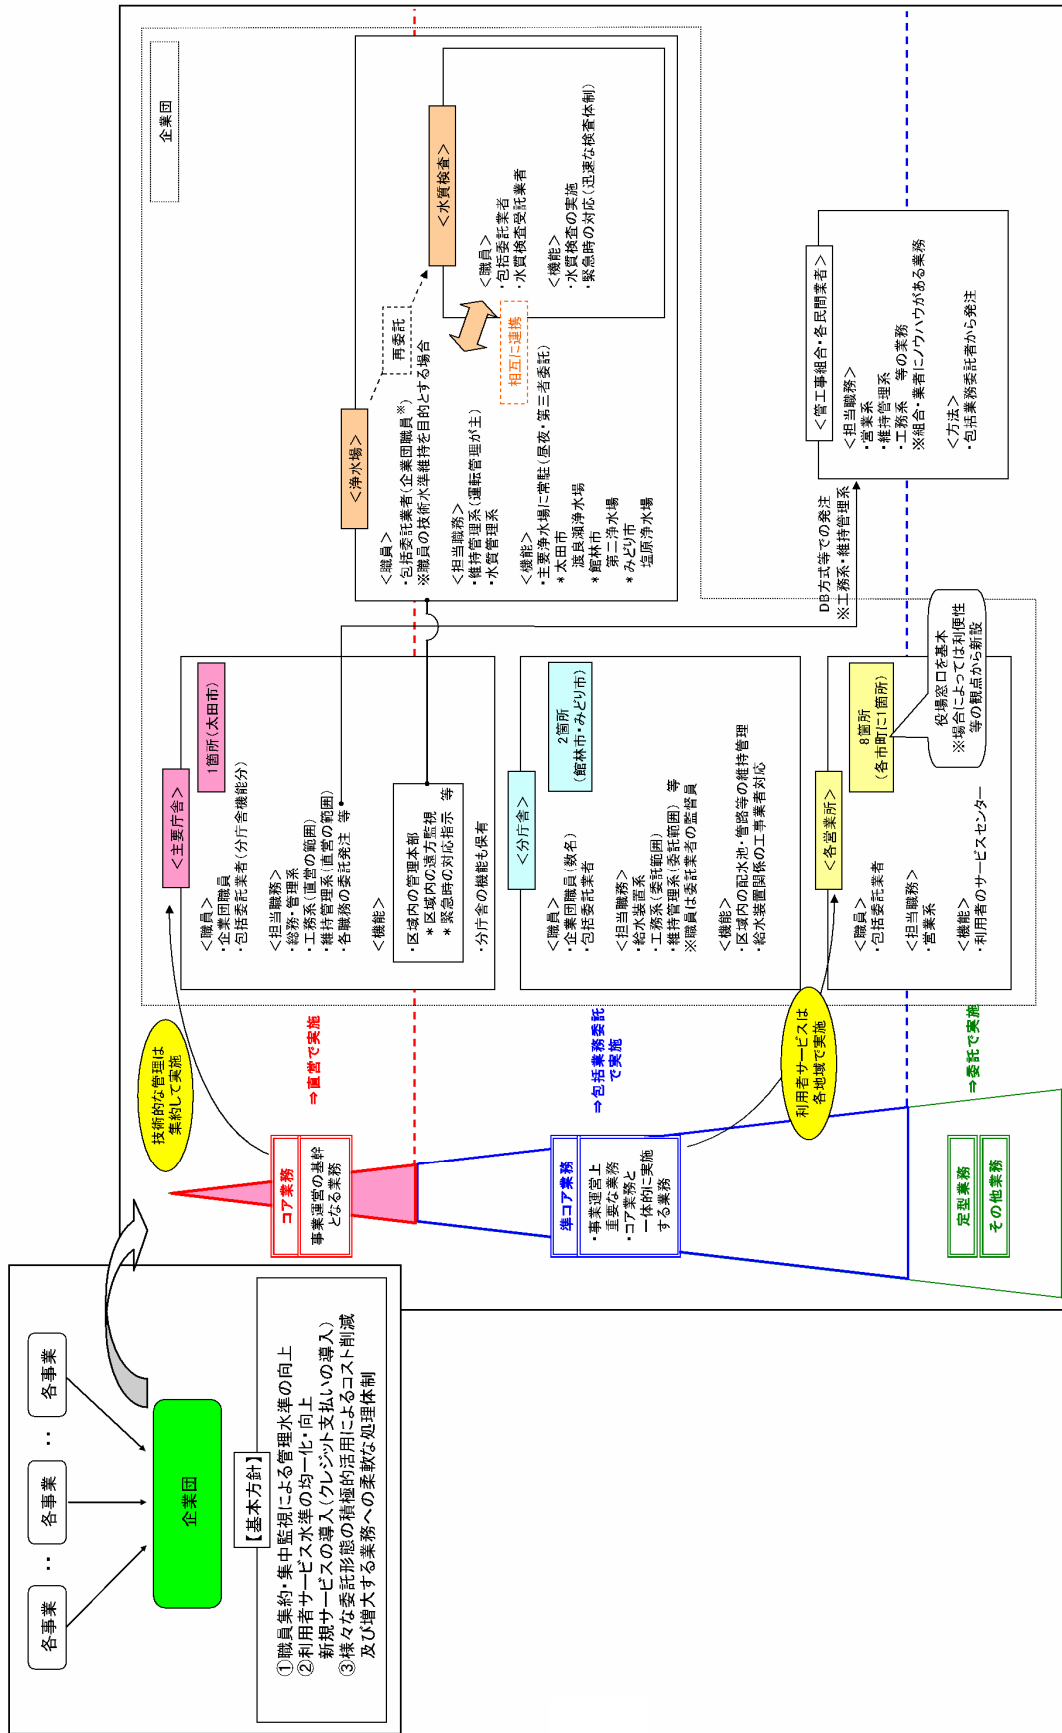 各事業
‥
各事業
‥
各事業
企業団
【基本方針】
①職員集約・集中監視による管理水準の向上
②利用者サービス水準の均一化・向上
新規サービスの導入(クレジット支払いの導入)
③様々な委託形態の積極的活用によるコスト削減
及び増大する業務への柔軟な処理体制
技術的な管理は
集約して実施
コア業務
事業運営の基幹
となる業務
⇒直営で実施
準コア業務
・事業運営上
重要な業務
・コア業務と
一体的に実施
する業務
⇒包括業務委託
で実施
利用者サービスは
各地域で実施
定型業務
その他業務
⇒委託で実施
企業団
<主要庁舎>
1箇所(太田市)
<職員>
・企業団職員
・包括委託業者(分庁舎機能分)
<担当職務>
・総務・管理系
・工務系(直営の範囲)
・維持管理系(直営の範囲)
・各職務の委託発注 等
<機能>
・区域内の管理本部
*区域内の遠方監視
*緊急時の対応指示 等
・分庁舎の機能も保有
<分庁舎>
2箇所
(館林市・みどり市)
<職員>
・企業団職員(数名)
・包括委託業者
<担当職務>
・給水装置系
・工務系(委託範囲)
・維持管理系(委託範囲) 等
※職員は委託業者の監督員
<機能>
・区域内の配水池・管路等の維持管理
・給水装置関係の工事業者対応
<各営業所>
8箇所
(各市町に1箇所)
<職員>
・包括委託業者
<担当職務>
・営業系
<機能>
・利用者のサービスセンター
役場窓口を基本
※場合によっては利便性
等の観点から新設
<浄水場>
<職員>
・包括委託業者(企業団職員※)
※職員の技術水準維持を目的とする場合
<担当職務>
・維持管理系(運転管理が主)
・水質管理系
<機能>
・主要浄水場に常駐(昼夜・第三者委託)
*太田市
渡良瀬浄水場
*館林市
第二浄水場
*みどり市
塩原浄水場
再委託
相互に連携
<水質検査>
<職員>
・包括委託業者
・水質検査受託業者
<機能>
・水質検査の実施
・緊急時の対応(迅速な検査体制)
DB方式等での発注
※工務系・維持管理系
<管工事組合・各民間業者>
<担当職務>
・営業系
・維持管理系
・工務系 等の業務
※組合・業者にノウハウがある業務
<方法>
・包括業務委託者から発注